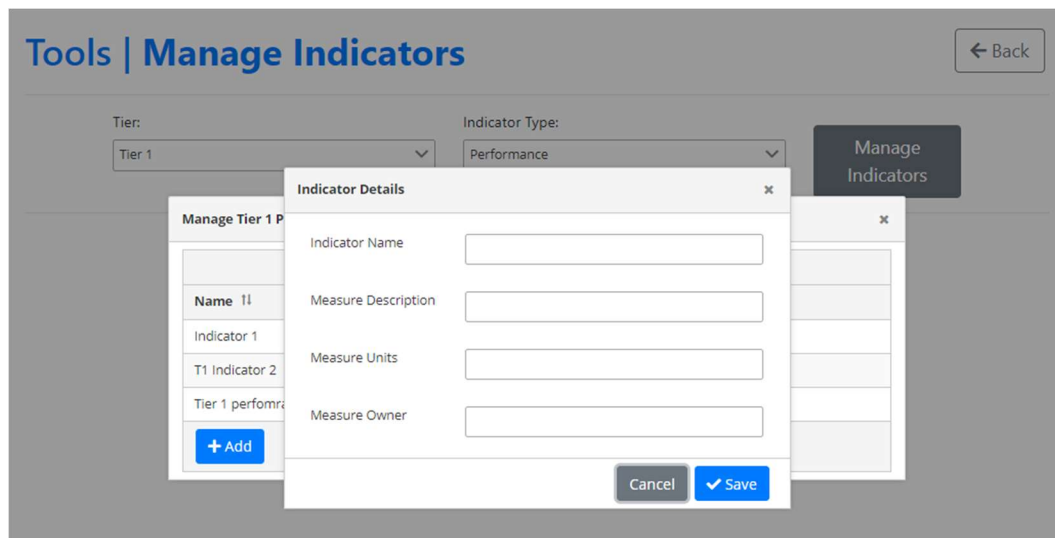 Tools | Manage Indicators
Back
Tier:
Indicator Type:
Tier 1
Performance
Manage
Indicators
Indicator Details
Manage Tier 1 P
Indicator Name
Measure Description
Name
Indicator 1
Measure Units
T1 Indicator 2
Tier 1 perfomra
Measure Owner
Add
Cancel
Save